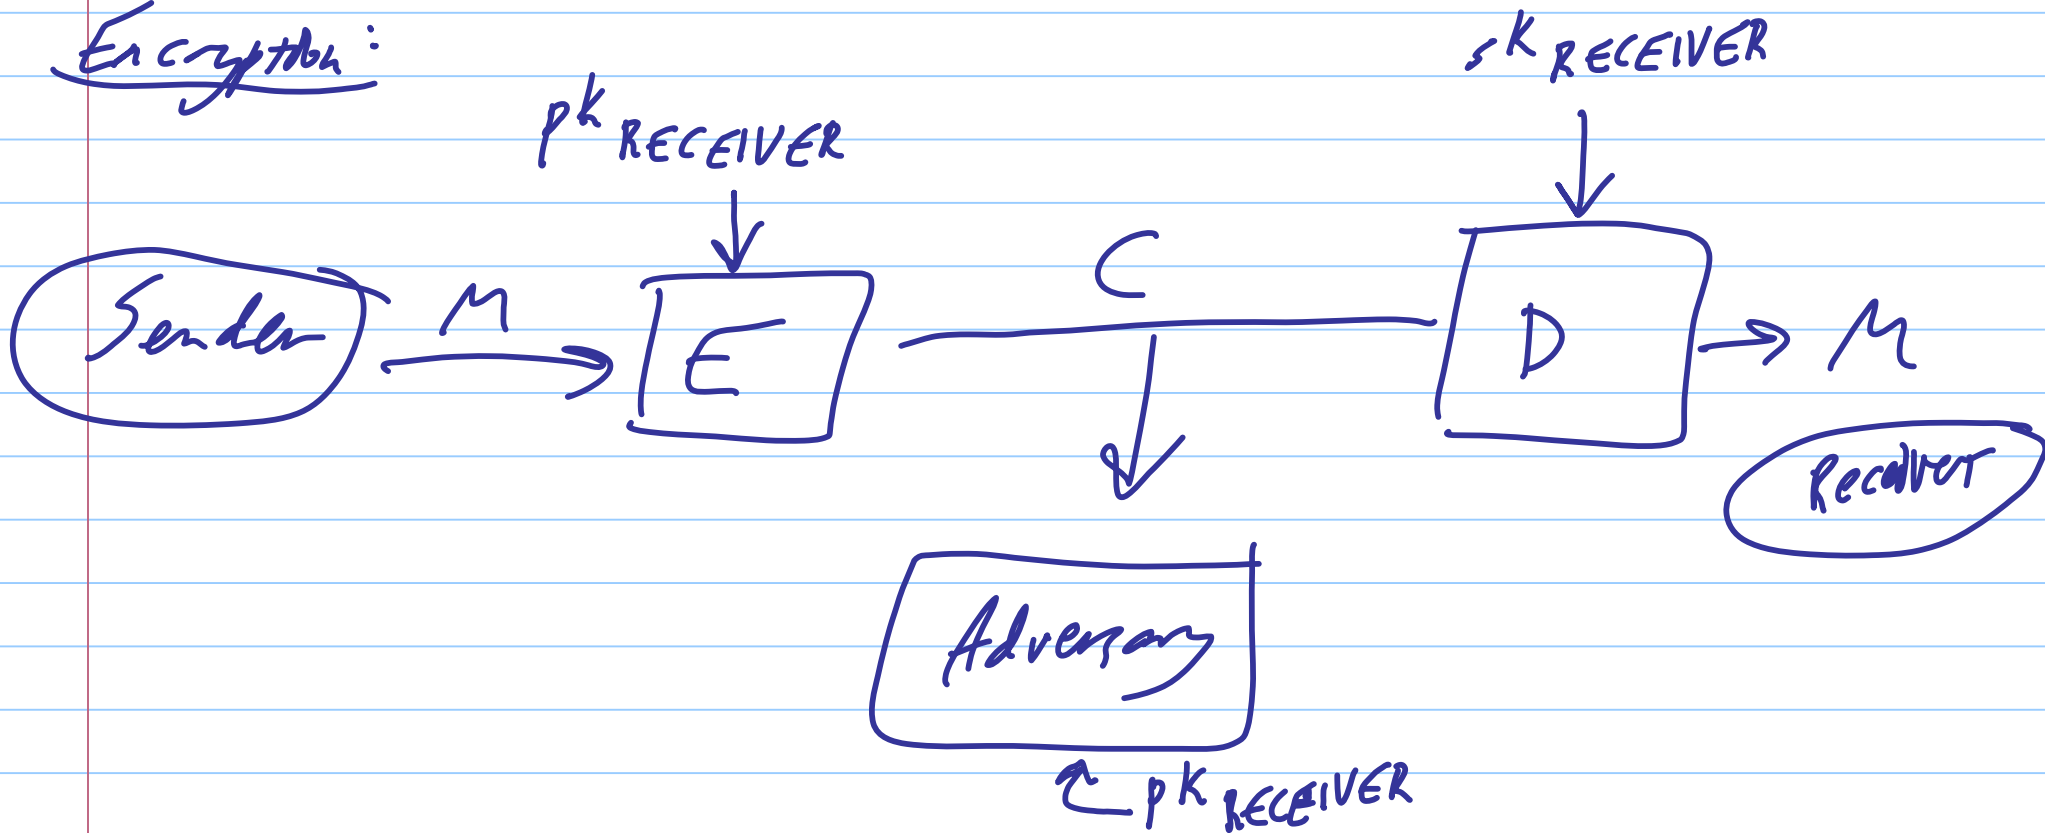 Encryption:
pK RECEIVER
sK RECEIVER
Sender
M
E
C
D
M
Receiver
Adversary
pK RECEIVER